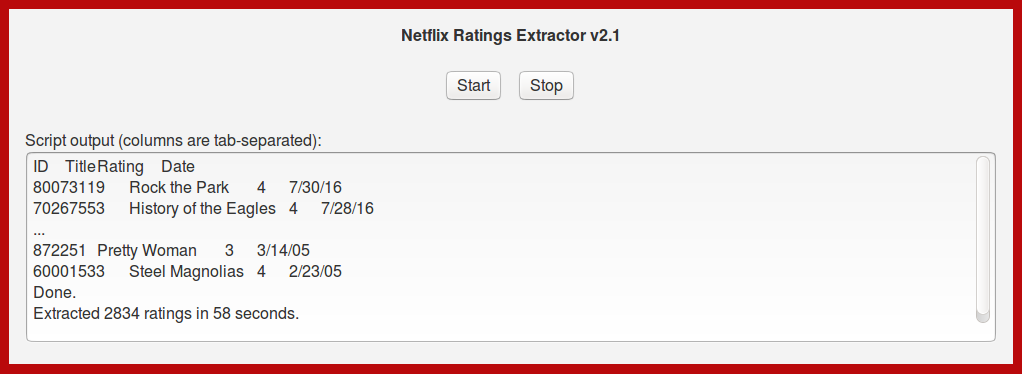 Netflix Ratings Extractor v2.1
Start Stop
Script output (columns are tab-separated):
ID Title Rating Date
80073119 Rock the Park 4 7/30/16
70267553 History of the Eagles 4 7/28/16
...
872251 Pretty Woman 3 3/14/05
60001533 Steel Magnolias 4 2/23/05
Done.
Extracted 2834 ratings in 58 seconds.